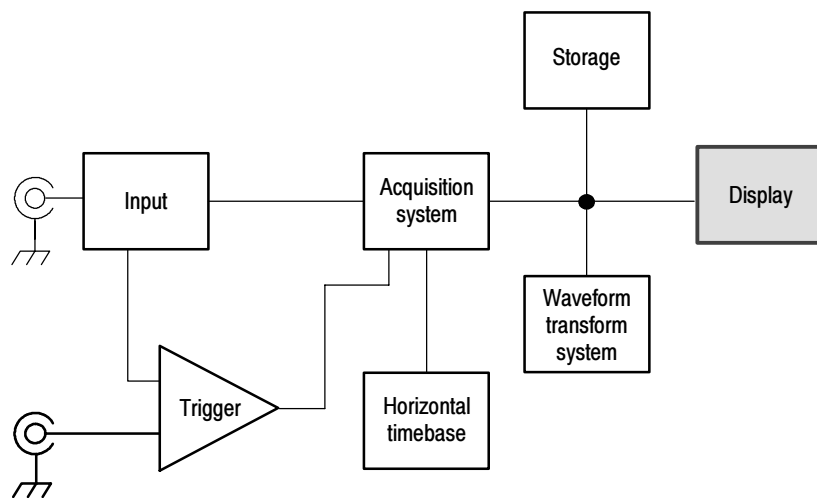 Storage
Input
Acquisition
system
Display
Waveform
transform
system
Trigger
Horizontal
timebase